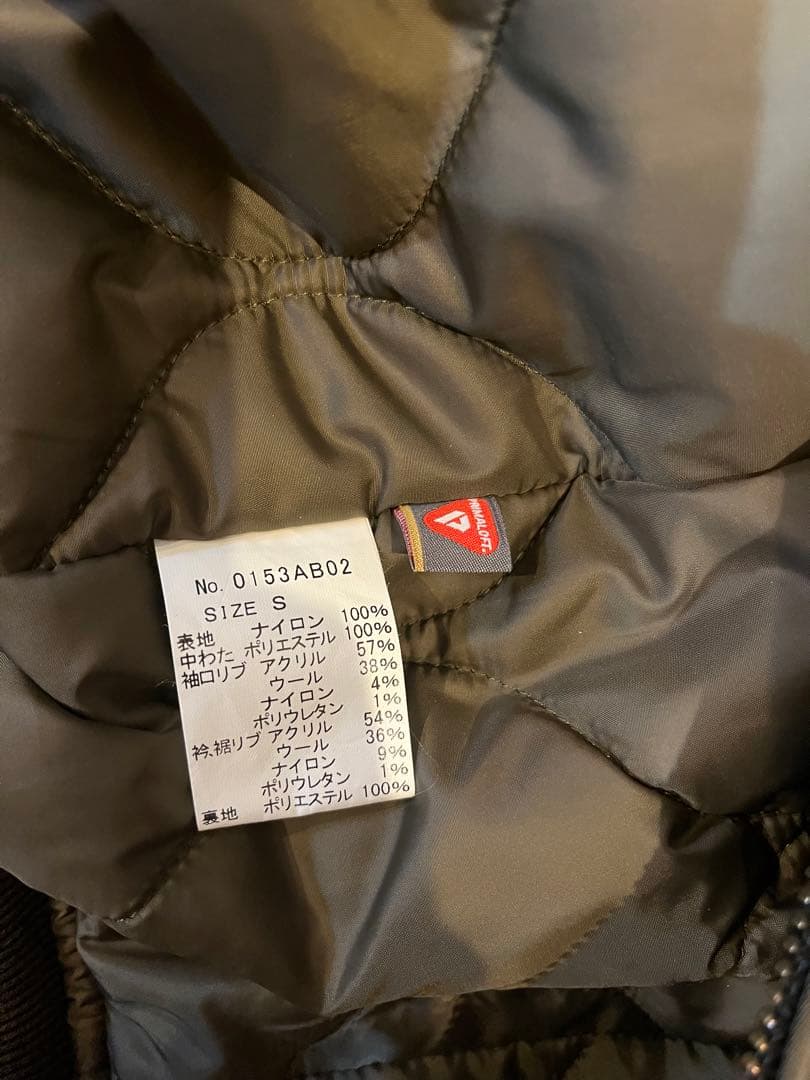 No. 0153AB02
SIZE S
表地 ナイロン 100%
中わた ポリエステル 100%
袖口リブ アクリル 57%
ウール 38%
ナイロン 4%
ポリウレタン 1%
衿、裾リブ アクリル 54%
ウール 36%
ナイロン 9%
ポリウレタン 1%
裏地 ポリエステル 100%
PRIMALOFT.